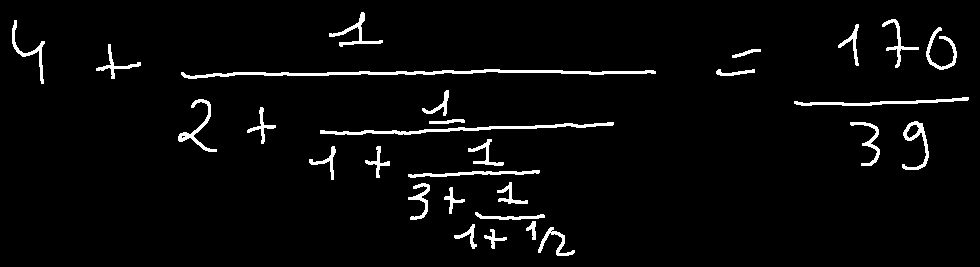 4 + 1 = 170
2 + 1 39
1 + 1
3 + 1
1 + 1/2